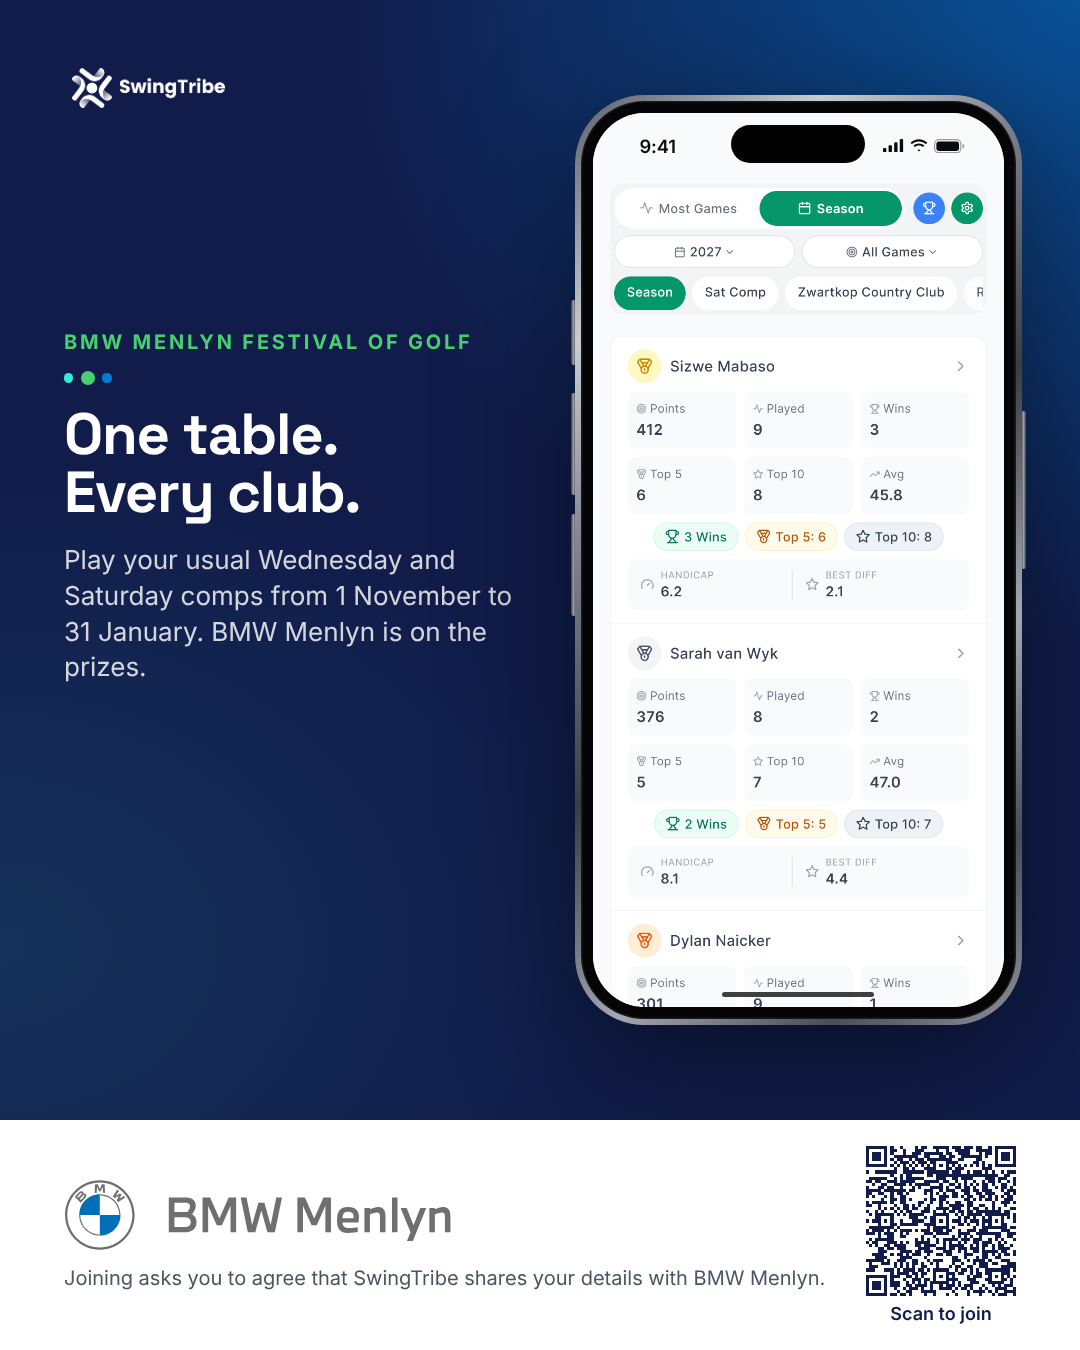 SwingTribe
BMW MENLYN FESTIVAL OF GOLF
One table.
Every club.
Play your usual Wednesday and
Saturday comps from 1 November to
31 January. BMW Menlyn is on the
prizes.
9:41
Most Games
Season
2027
All Games
Season
Sat Comp
Zwartkop Country Club
R
Sizwe Mabaso
Points
Played
Wins
412
9
3
Top 5
Top 10
Avg
6
8
45.8
3 Wins
Top 5: 6
Top 10: 8
HANDICAP
BEST DIFF
6.2
2.1
Sarah van Wyk
Points
Played
Wins
376
8
2
Top 5
Top 10
Avg
5
7
47.0
2 Wins
Top 5: 5
Top 10: 7
HANDICAP
BEST DIFF
8.1
4.4
Dylan Naicker
Points
Played
Wins
301
9
1
BMW
BMW Menlyn
Joining asks you to agree that SwingTribe shares your details with BMW Menlyn.
Scan to join